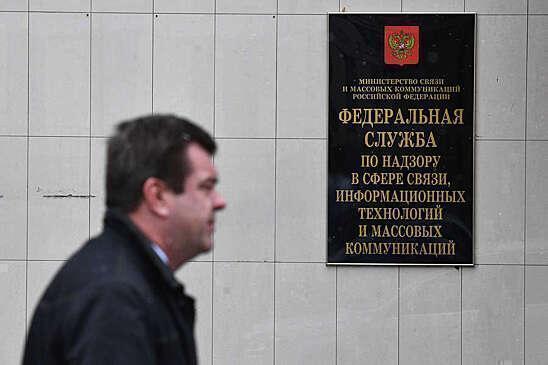 МИНИСТЕРСТВО СВЯЗИ
И МАССОВЫХ КОММУНИКАЦИЙ
РОССИЙСКОЙ ФЕДЕРАЦИИ
ФЕДЕРАЛЬНАЯ
СЛУЖБА
ПО НАДЗОРУ
В СФЕРЕ СВЯЗИ,
ИНФОРМАЦИОННЫХ
ТЕХНОЛОГИЙ
И МАССОВЫХ
КОММУНИКАЦИЙ